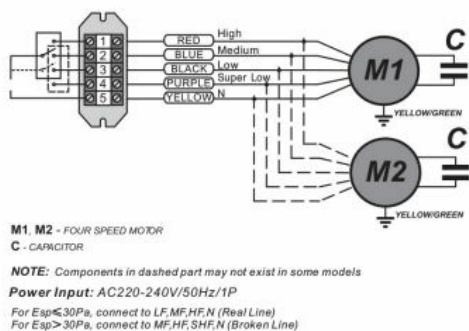 1 RED High
2 BLUE Medium
3 BLACK Low
4 PURPLE Super Low
5 YELLOW N
M1
C
YELLOW/GREEN
M2
C
YELLOW/GREEN
M1, M2 - FOUR SPEED MOTOR
C - CAPACITOR
NOTE: Components in dashed part may not exist in some models
Power Input: AC220-240V/50Hz/1P
For Esp≤30Pa, connect to LF,MF,HF,N (Real Line)
For Esp>30Pa, connect to MF,HF,SHF,N (Broken Line)